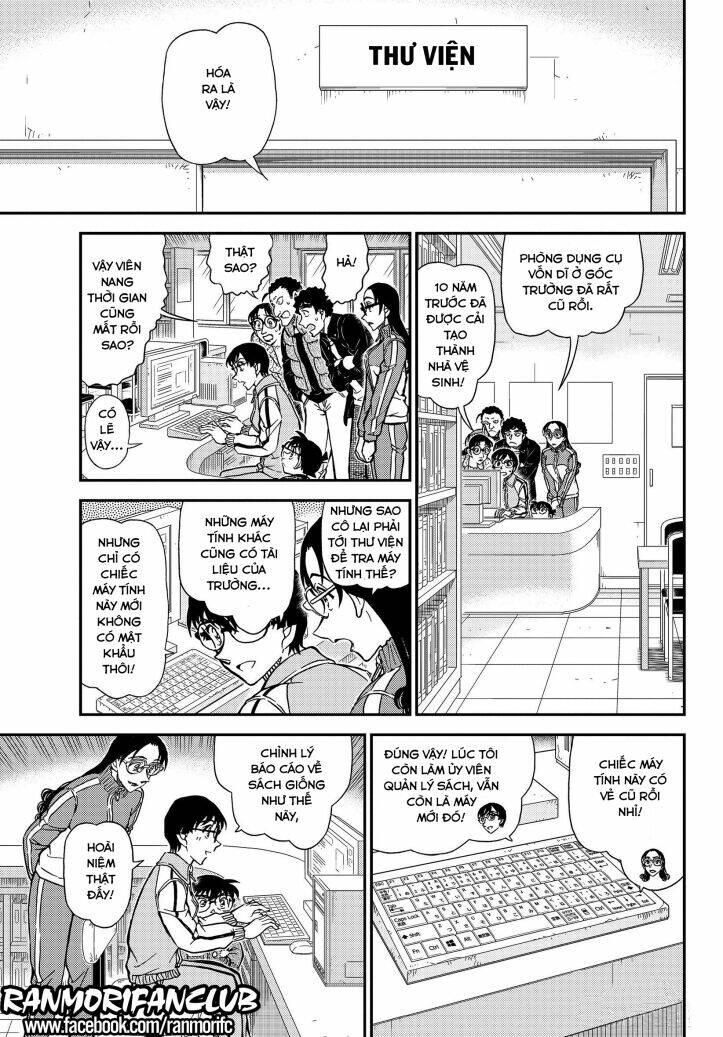 THƯ VIỆN
HÓA
RA LÀ
VẬY!
PHÒNG DỤNG CỤ
VỐN DĨ Ở GÓC
TRƯỜNG ĐÃ RẤT
CŨ RỒI.
10 NĂM
TRƯỚC ĐÃ
ĐƯỢC CẢI
TẠO
THÀNH
NHÀ VỆ
SINH!
HẢ!
THẬT
SAO?
VẬY VIÊN
NANG
THỜI GIAN
CŨNG
MẤT RỒI
SAO?
CÓ
LẼ
VẬY...
NHƯNG SAO
CÔ LẠI PHẢI
TỚI THƯ VIỆN
ĐỂ TRA MÁY
TÍNH THẾ?
NHỮNG MÁY
TÍNH KHÁC
CŨNG CÓ TÀI
LIỆU CỦA
TRƯỜNG...
NHƯNG
CHỈ CÓ
CHIẾC
MÁY TÍNH
NÀY MỚI
KHÔNG
CÓ MẬT
KHẨU
THÔI!
CHIẾC MÁY
TÍNH NÀY CÓ
VẺ CŨ RỒI
NHỈ!
ĐÚNG VẬY! LÚC TÔI
CÒN LÀM ỦY VIÊN
QUẢN LÝ SÁCH, VẪN
CÒN LÀ MÁY
MỚI ĐÓ!
CHỈNH LÝ
BÁO CÁO VỀ
SÁCH GIỐNG
NHƯ THẾ
NÀY,
HOÀI
NIỆM
THẬT
ĐẤY!
RANMORIFANCLUB
www.facebook.com/ranmorifc